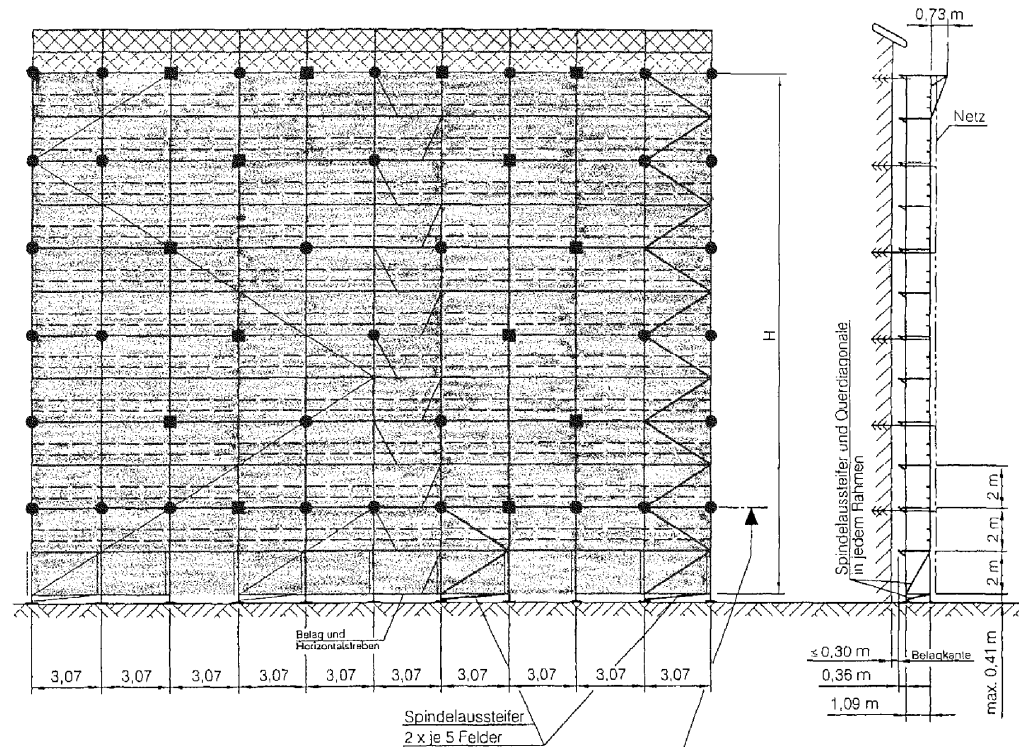 0,73 m
Netz
H
Spindelaussteifer und Querdiagonale
in jedem Rahmen
2 m
2 m
2 m
Belag und
Horizontalstreben
≤ 0,30 m
Belagkante
0,36 m
1,09 m
max. 0,41 m
3,07 3,07 3,07 3,07 3,07 3,07 3,07 3,07 3,07 3,07
Spindelaussteifer
2 x je 5 Felder